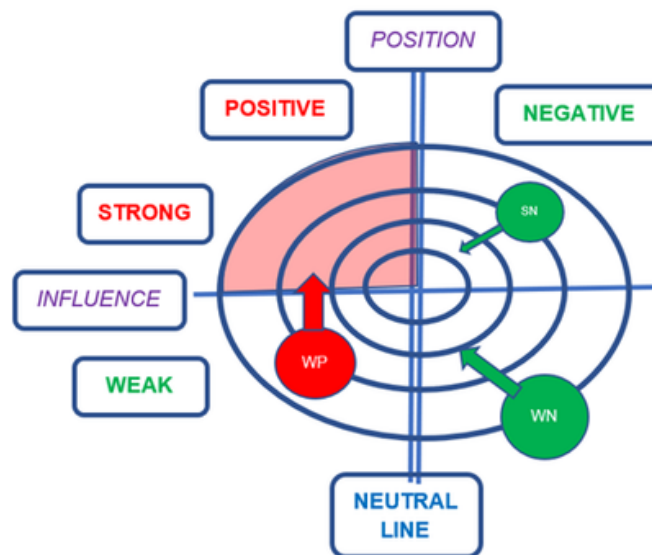 POSITION
POSITIVE
NEGATIVE
STRONG
SN
INFLUENCE
WP
WEAK
WN
NEUTRAL
LINE